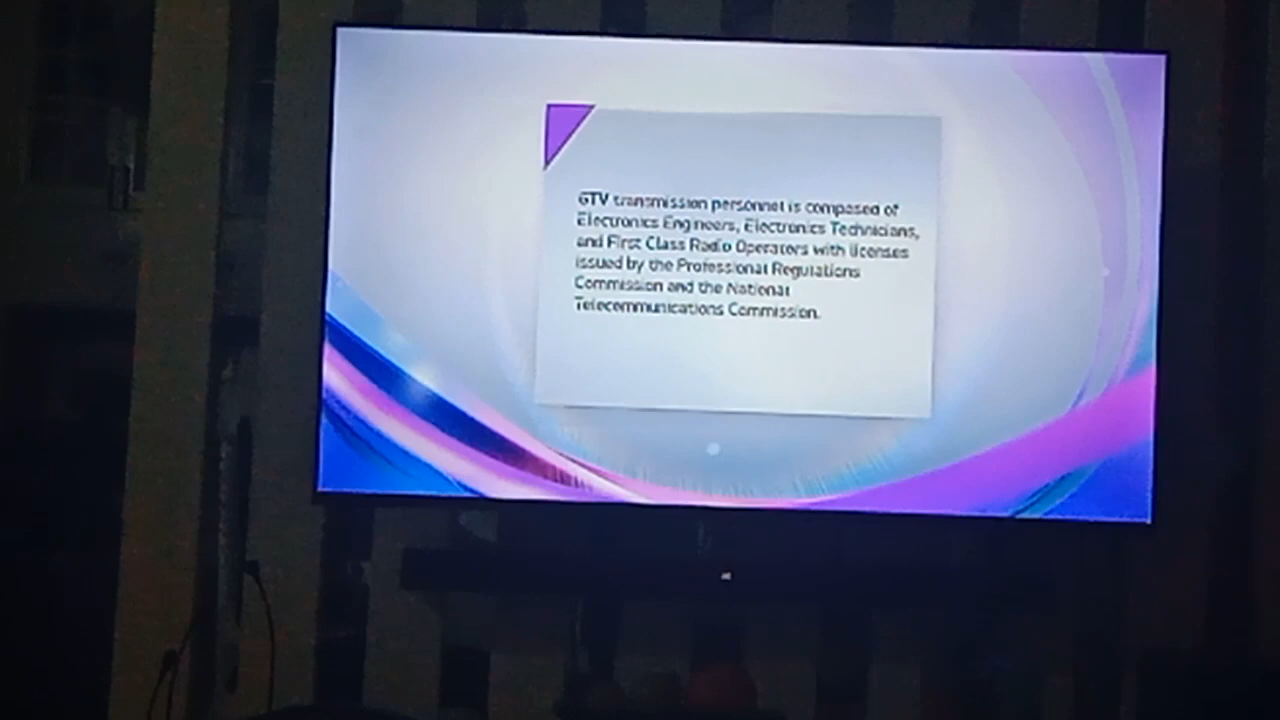 GTV transmission personnel is composed of
Electronics Engineers, Electronics Technicians,
and First Class Radio Operators with licenses
issued by the Professional Regulations
Commission and the National
Telecommunications Commission.